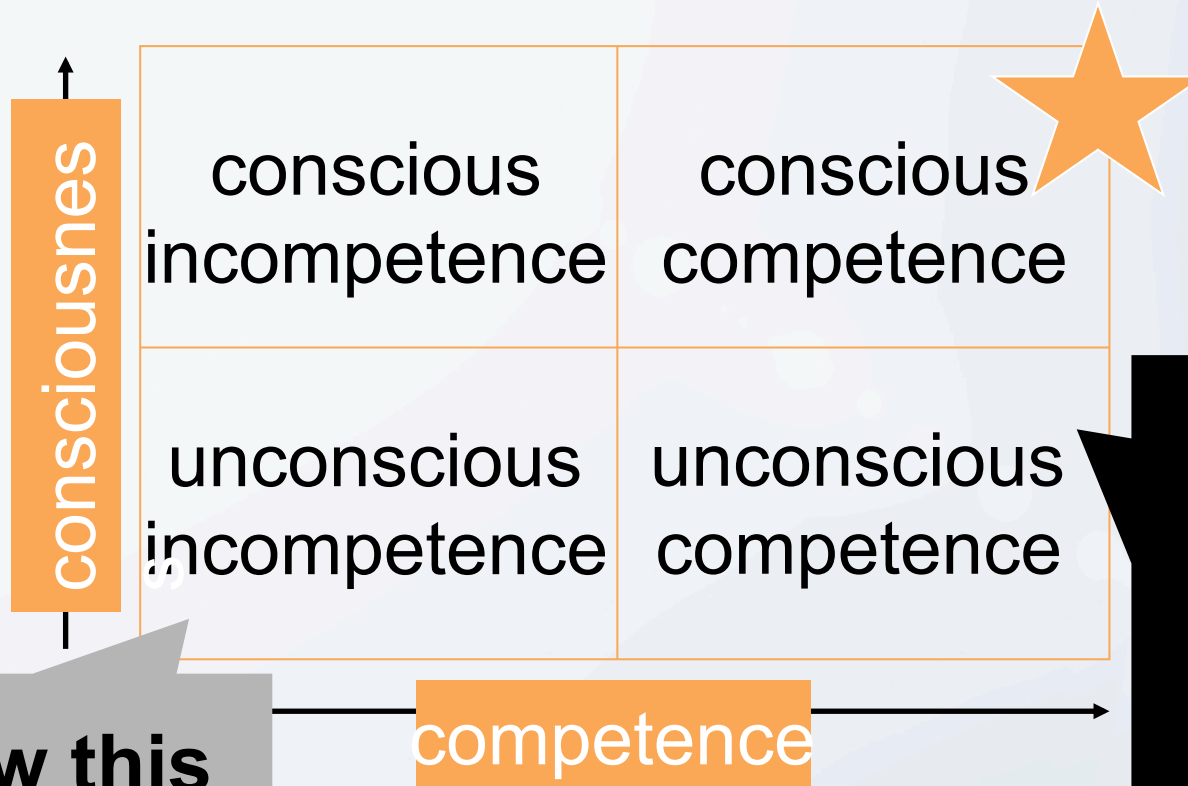 consciousnes
s
conscious
incompetence
conscious
competence
unconscious
incompetence
unconscious
competence
competence
w this